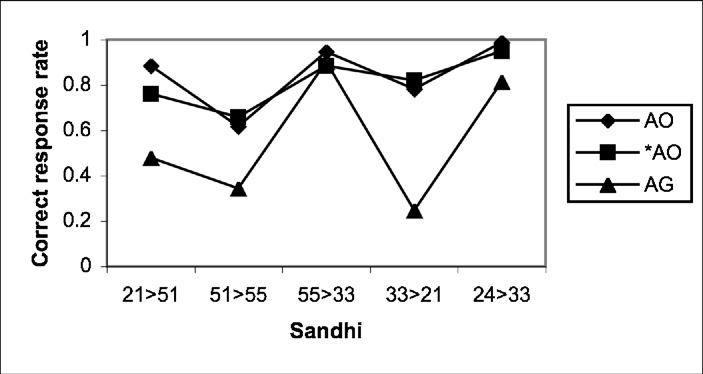 Correct response rate
1
0.8
0.6
0.4
0.2
0
21>51 51>55 55>33 33>21 24>33
Sandhi
AO
*AO
AG